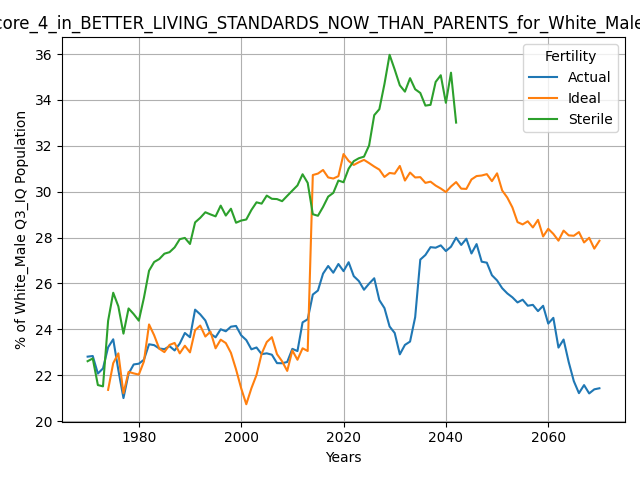 core_4_in_BETTER_LIVING_STANDARDS_NOW_THAN_PARENTS_for_White_Male
Fertility
Actual
Ideal
Sterile
% of White_Male Q3_IQ Population
36
34
32
30
28
26
24
22
20
1980
2000
2020
2040
2060
Years